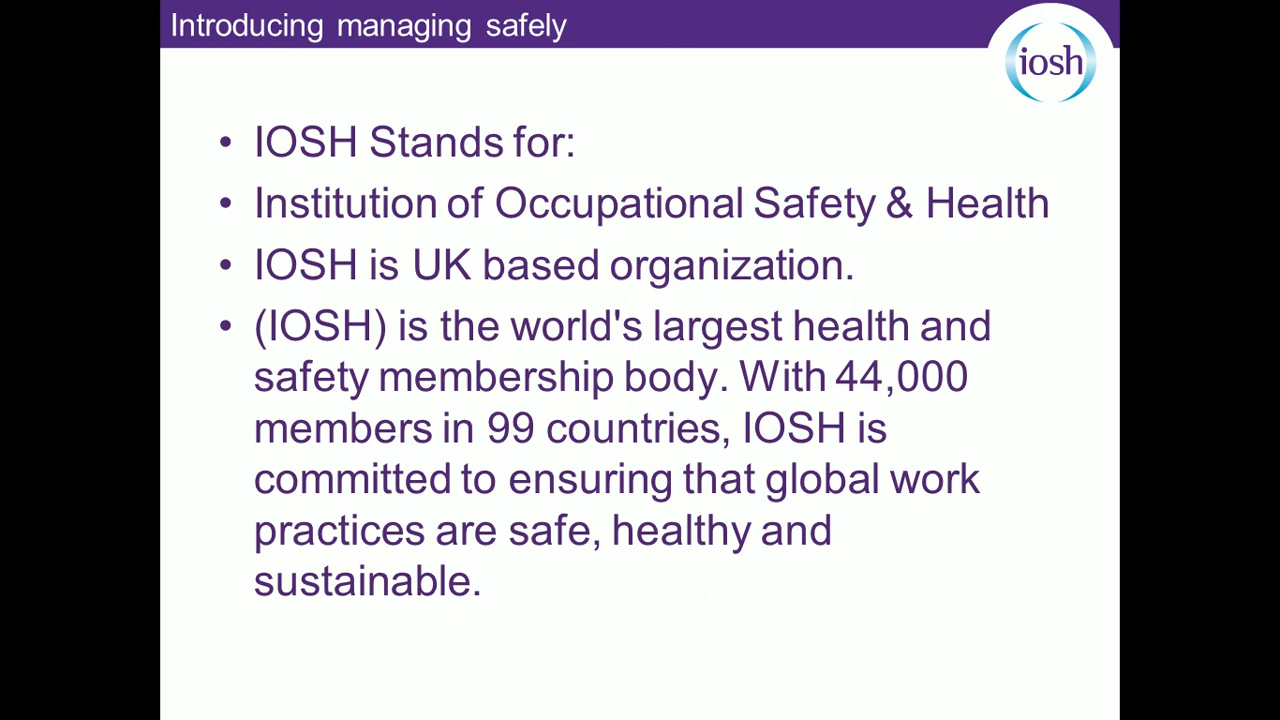 Introducing managing safely
iosh
• IOSH Stands for:
• Institution of Occupational Safety & Health
• IOSH is UK based organization.
• (IOSH) is the world's largest health and
safety membership body. With 44,000
members in 99 countries, IOSH is
committed to ensuring that global work
practices are safe, healthy and
sustainable.